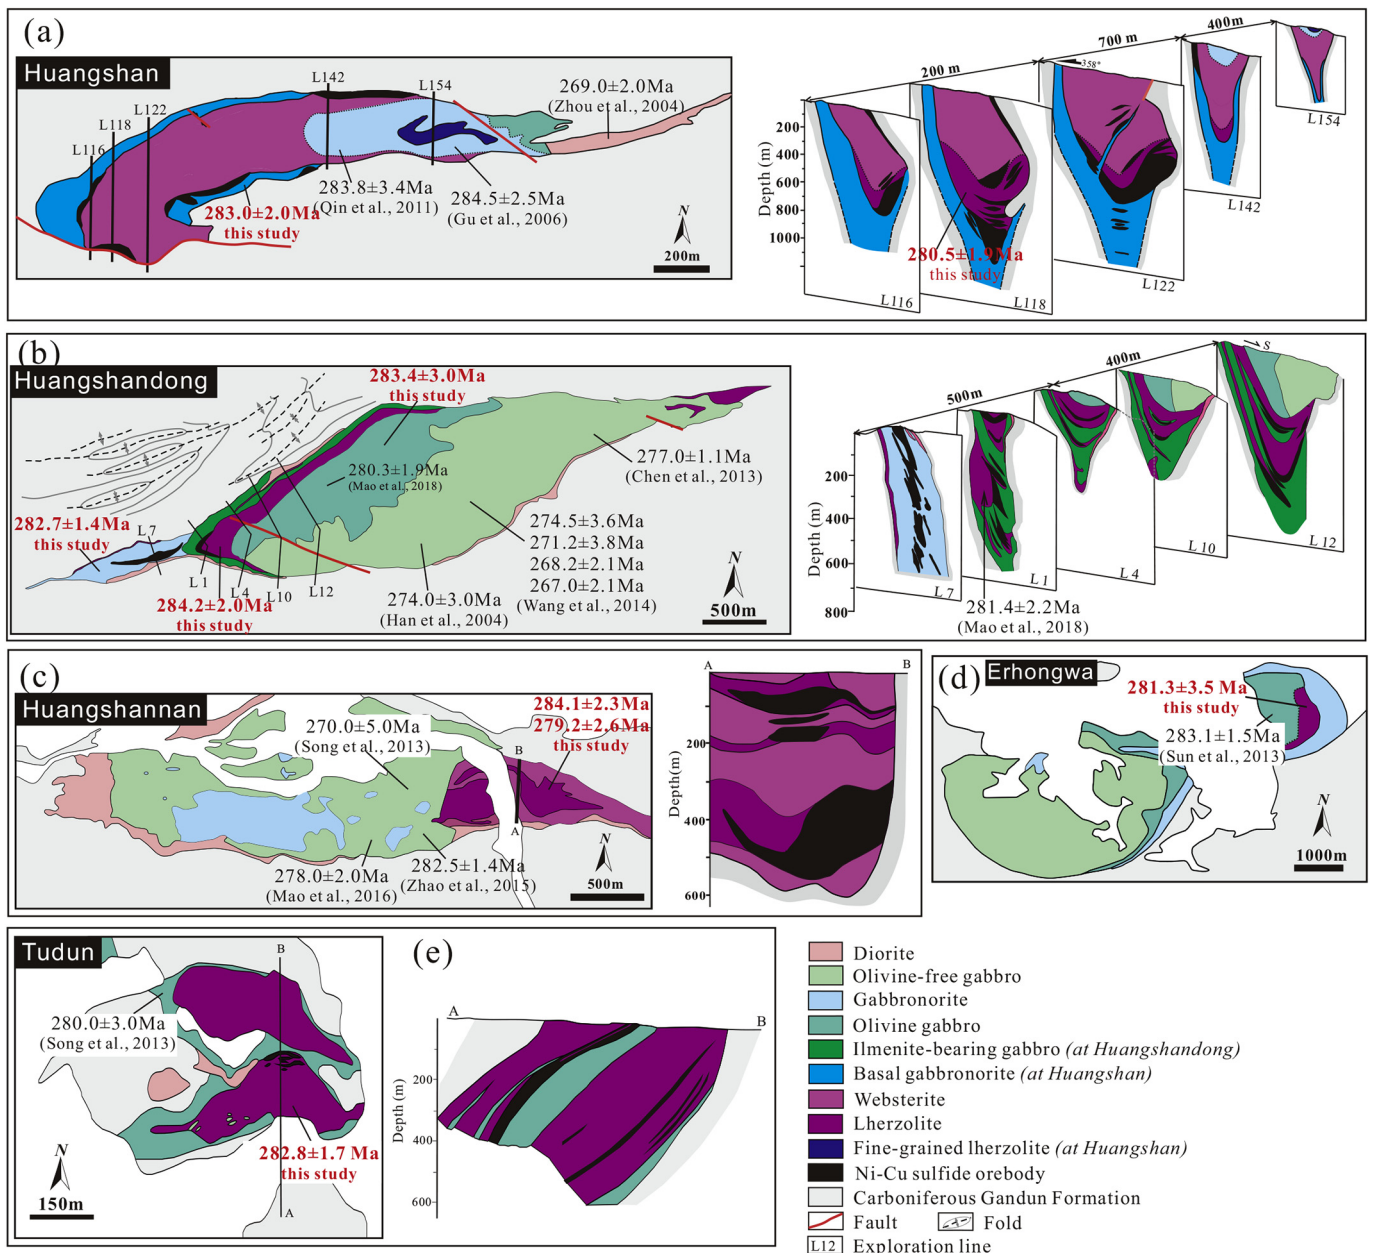 (a)
Huangshan
L116
L118
L122
L142
L154
269.0±2.0Ma
(Zhou et al., 2004)
283.8±3.4Ma
(Qin et al., 2011)
284.5±2.5Ma
(Gu et al., 2006)
283.0±2.0Ma
this study
N
200m
200 m
700 m
400m
358°
Depth (m)
200
400
600
800
1000
280.5±1.9Ma
this study
L116
L118
L122
L142
L154
(b)
Huangshandong
283.4±3.0Ma
this study
280.3±1.9Ma
(Mao et al., 2018)
277.0±1.1Ma
(Chen et al., 2013)
282.7±1.4Ma
this study
L7
L1
L4
L10
L12
284.2±2.0Ma
this study
274.0±3.0Ma
(Han et al., 2004)
274.5±3.6Ma
271.2±3.8Ma
268.2±2.1Ma
267.0±2.1Ma
(Wang et al., 2014)
N
500m
500m
400m
S
Depth (m)
200
400
600
800
L 7
L 1
L 4
L 10
L 12
281.4±2.2Ma
(Mao et al., 2018)
(c)
Huangshannan
270.0±5.0Ma
(Song et al., 2013)
284.1±2.3Ma
279.2±2.6Ma
this study
B
A
278.0±2.0Ma
(Mao et al., 2016)
282.5±1.4Ma
(Zhao et al., 2015)
N
500m
A
B
Depth(m)
200
400
600
(d)
Erhongwa
281.3±3.5 Ma
this study
283.1±1.5Ma
(Sun et al., 2013)
N
1000m
Tudun
B
280.0±3.0Ma
(Song et al., 2013)
282.8±1.7 Ma
this study
A
N
150m
(e)
A
B
Depth (m)
200
400
600
Diorite
Olivine-free gabbro
Gabbronorite
Olivine gabbro
Ilmenite-bearing gabbro (at Huangshandong)
Basal gabbronorite (at Huangshan)
Websterite
Lherzolite
Fine-grained lherzolite (at Huangshan)
Ni-Cu sulfide orebody
Carboniferous Gandun Formation
Fault
Fold
L12 Exploration line